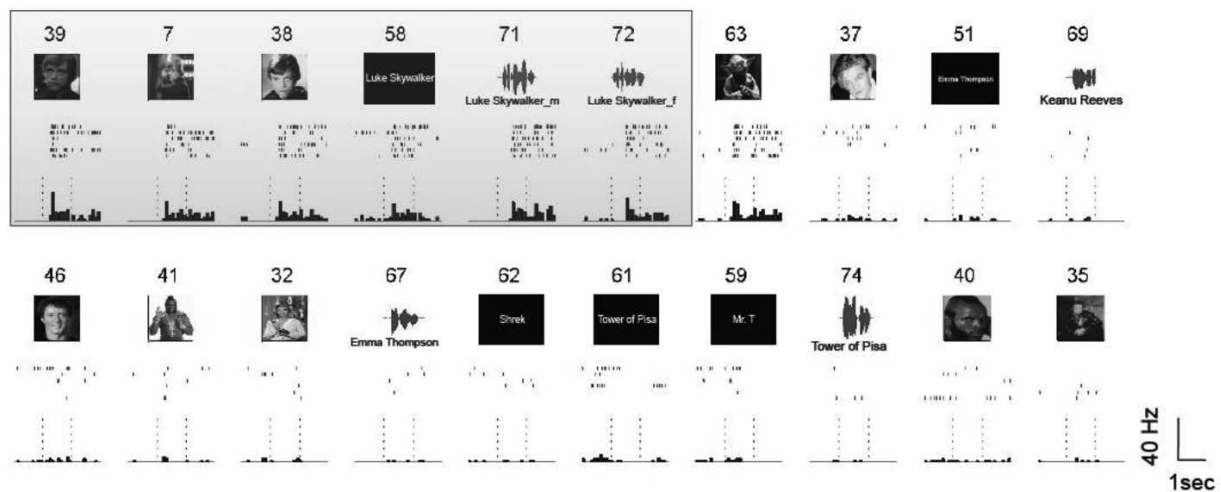 39 7 38 58 71 72 63 37 51 69
Luke Skywalker
Emma Thompson
Luke Skywalker_m Luke Skywalker_f Keanu Reeves
46 41 32 67 62 61 59 74 40 35
Shrek Tower of Pisa Mr. T
Emma Thompson Tower of Pisa
40 Hz
1sec